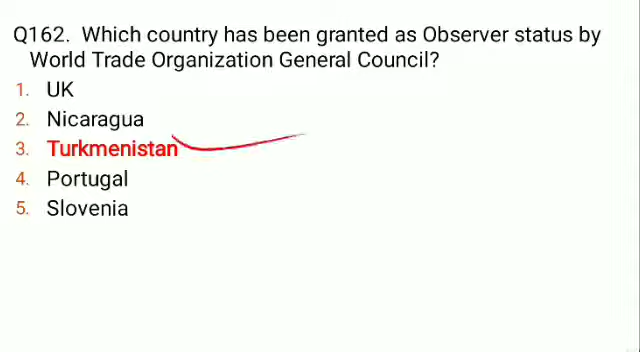 Q162. Which country has been granted as Observer status by
World Trade Organization General Council?
1. UK
2. Nicaragua
3. Turkmenistan
4. Portugal
5. Slovenia